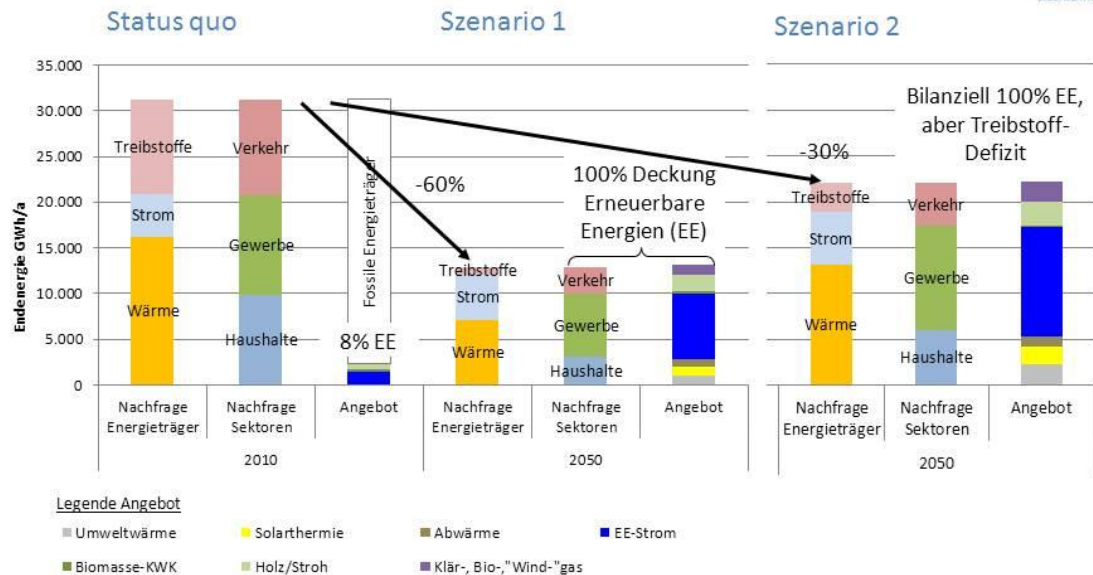 Status quo
Szenario 1
Szenario 2
Endenergie GWh/a
35.000
30.000
25.000
20.000
15.000
10.000
5.000
0
Treibstoffe
Strom
Wärme
Verkehr
Gewerbe
Haushalte
Fossile Energieträger
8% EE
-60%
Treibstoffe
Strom
Wärme
100% Deckung
Erneuerbare
Energien (EE)
Verkehr
Gewerbe
Haushalte
-30%
Bilanziell 100% EE,
aber Treibstoff-
Defizit
Treibstoffe
Strom
Wärme
Verkehr
Gewerbe
Haushalte
Nachfrage
Energieträger
Nachfrage
Sektoren
Angebot
2010
Nachfrage
Energieträger
Nachfrage
Sektoren
Angebot
2050
Nachfrage
Energieträger
Nachfrage
Sektoren
Angebot
2050
Legende Angebot
Umweltwärme
Solarthermie
Abwärme
EE-Strom
Biomasse-KWK
Holz/Stroh
Klär-, Bio-,"Wind-"gas